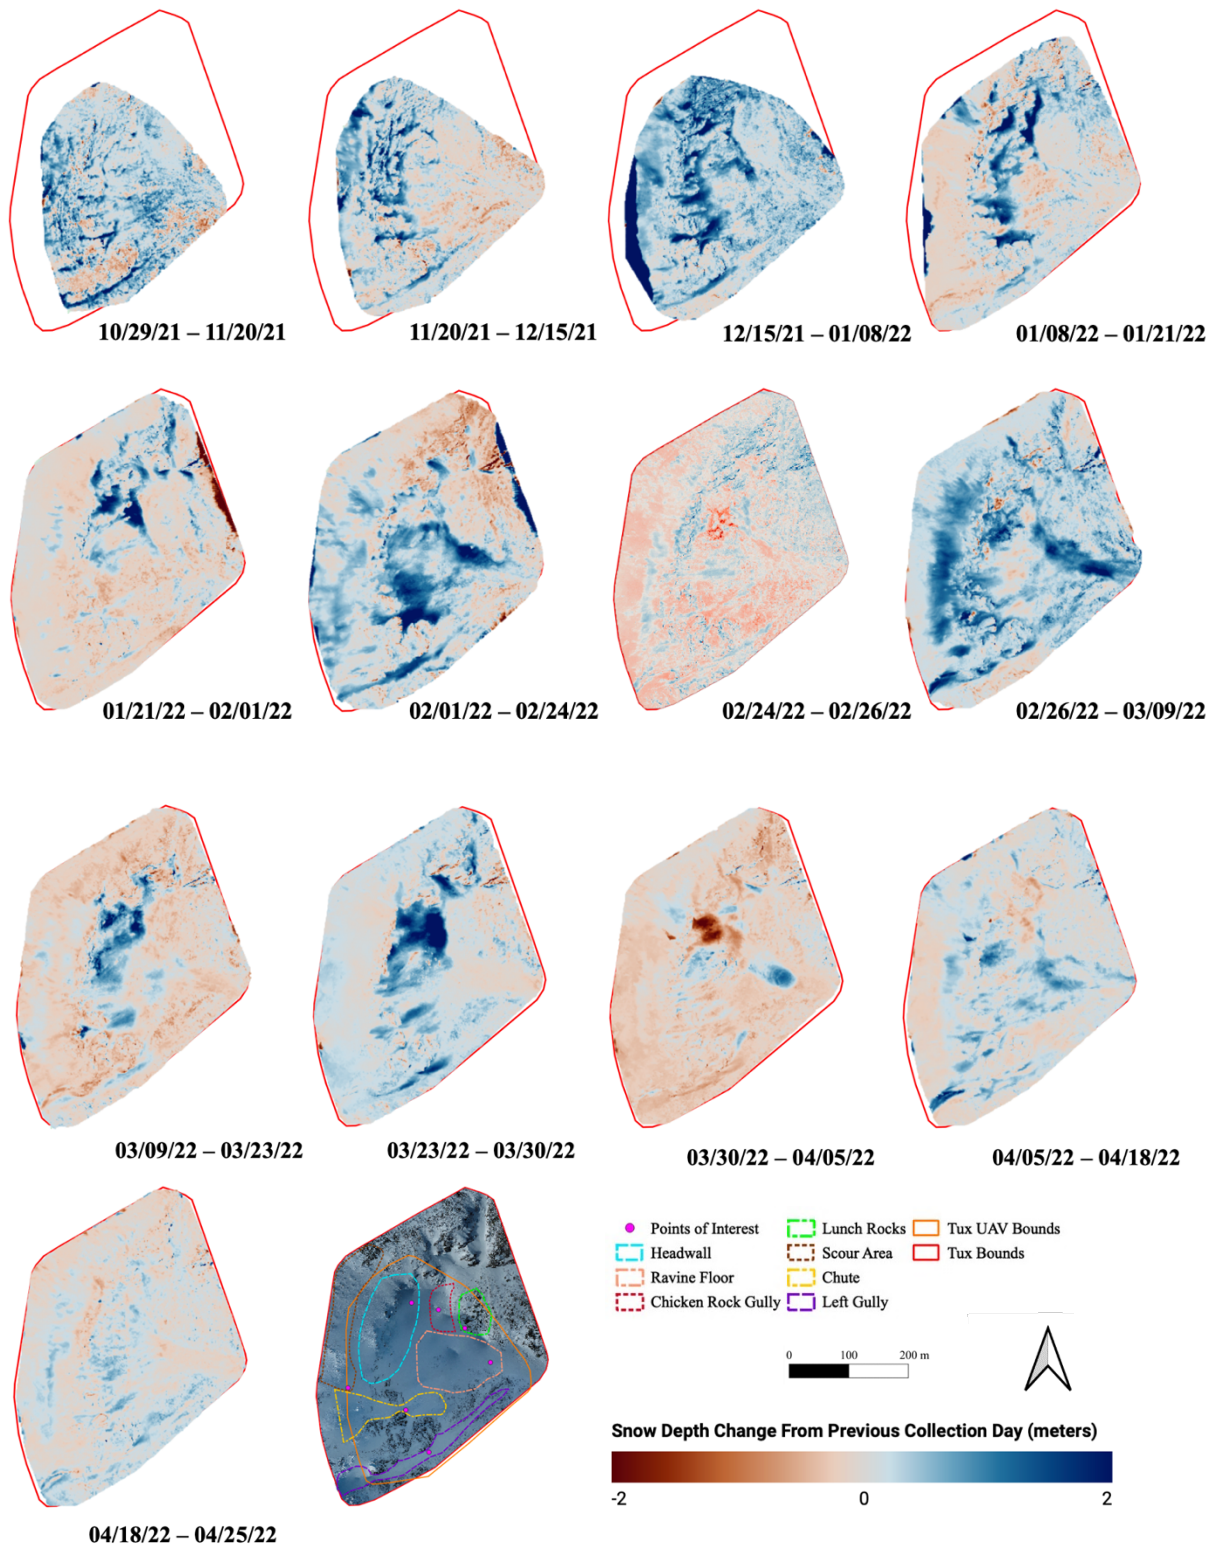 10/29/21 – 11/20/21
11/20/21 – 12/15/21
12/15/21 – 01/08/22
01/08/22 – 01/21/22
01/21/22 – 02/01/22
02/01/22 – 02/24/22
02/24/22 – 02/26/22
02/26/22 – 03/09/22
03/09/22 – 03/23/22
03/23/22 – 03/30/22
03/30/22 – 04/05/22
04/05/22 – 04/18/22
04/18/22 – 04/25/22
Points of Interest
Headwall
Ravine Floor
Chicken Rock Gully
Lunch Rocks
Scour Area
Chute
Left Gully
Tux UAV Bounds
Tux Bounds
0 100 200 m
Snow Depth Change From Previous Collection Day (meters)
-2 0 2